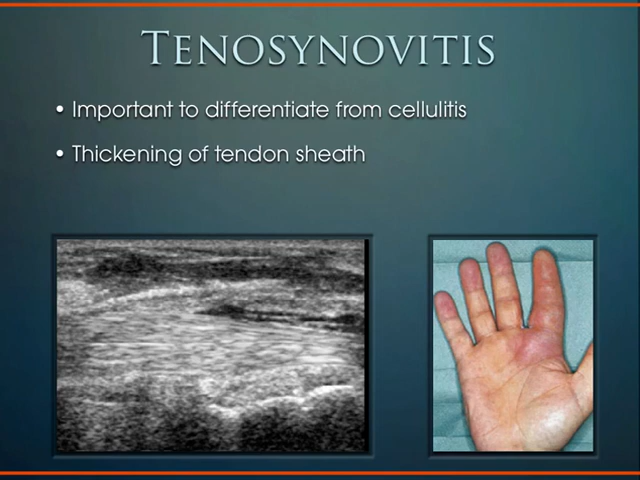 TENOSYNOVITIS
• Important to differentiate from cellulitis
• Thickening of tendon sheath